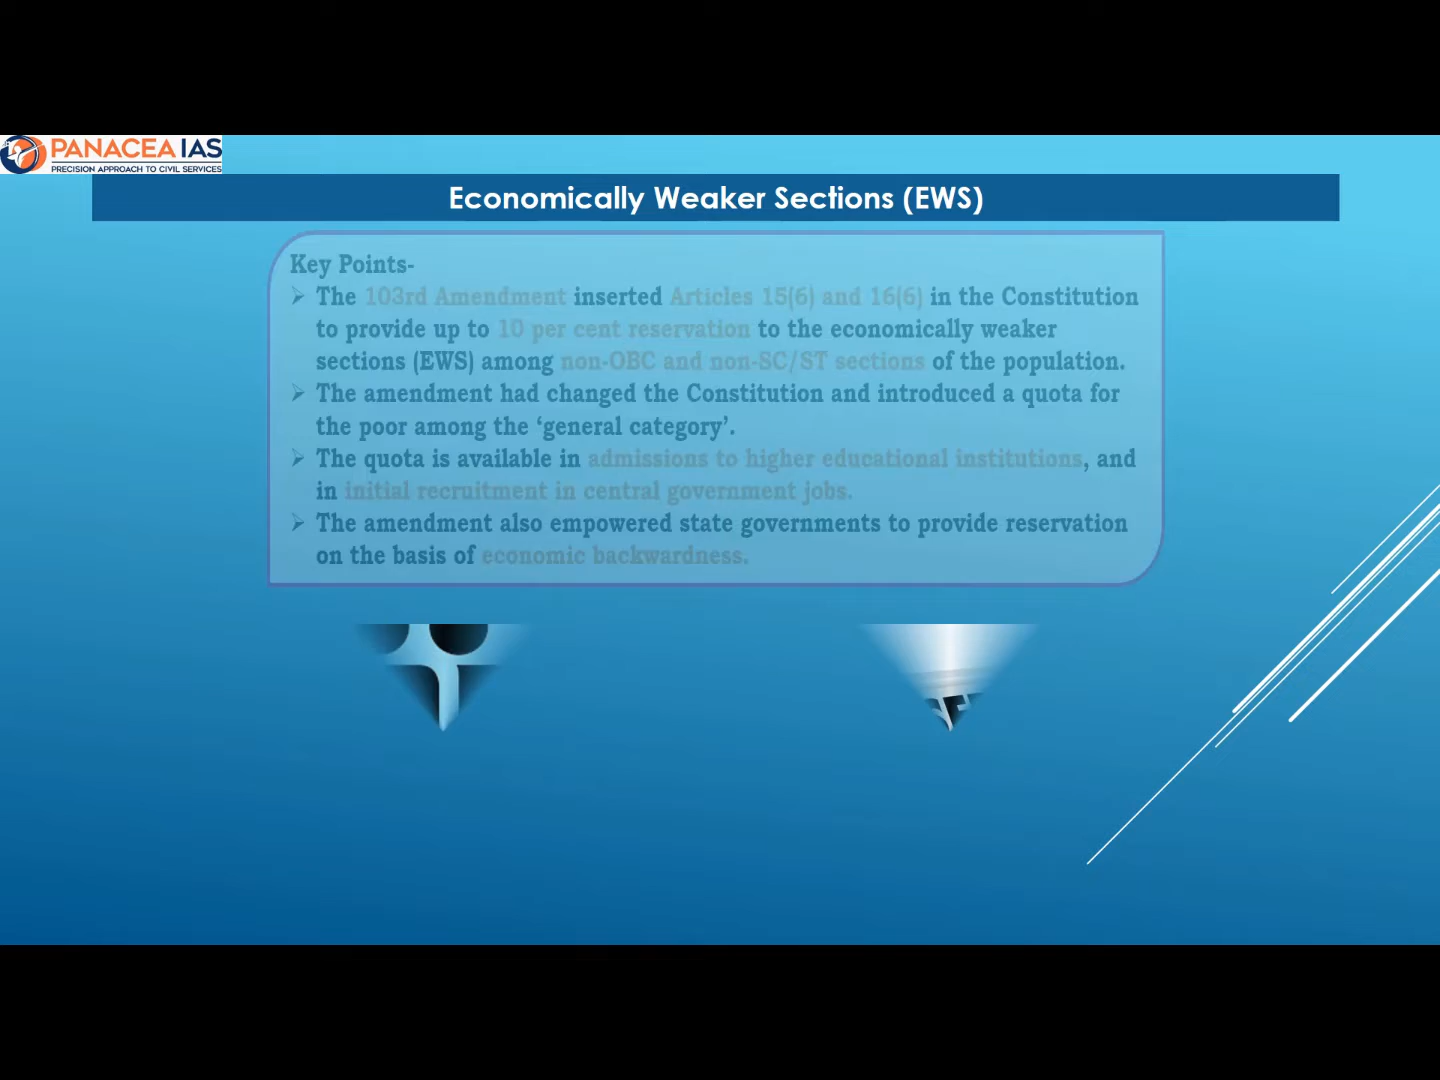 PANACEA IAS
PRECISION APPROACH TO CIVIL SERVICES
Economically Weaker Sections (EWS)
Key Points-
➢ The 103rd Amendment inserted Articles 15(6) and 16(6) in the Constitution
to provide up to 10 per cent reservation to the economically weaker
sections (EWS) among non-OBC and non-SC/ST sections of the population.
➢ The amendment had changed the Constitution and introduced a quota for
the poor among the ‘general category’.
➢ The quota is available in admissions to higher educational institutions, and
in initial recruitment in central government jobs.
➢ The amendment also empowered state governments to provide reservation
on the basis of economic backwardness.